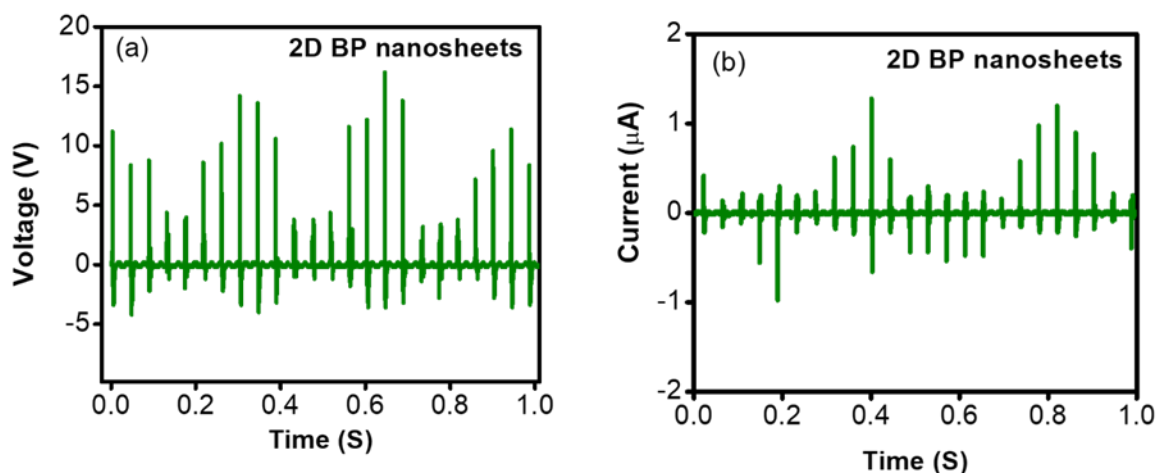 (a)
2D BP nanosheets
Voltage (V)
20
15
10
5
0
-5
0.0 0.2 0.4 0.6 0.8 1.0
Time (S)
(b)
2D BP nanosheets
Current (μA)
2
1
0
-1
-2
0.0 0.2 0.4 0.6 0.8 1.0
Time (S)